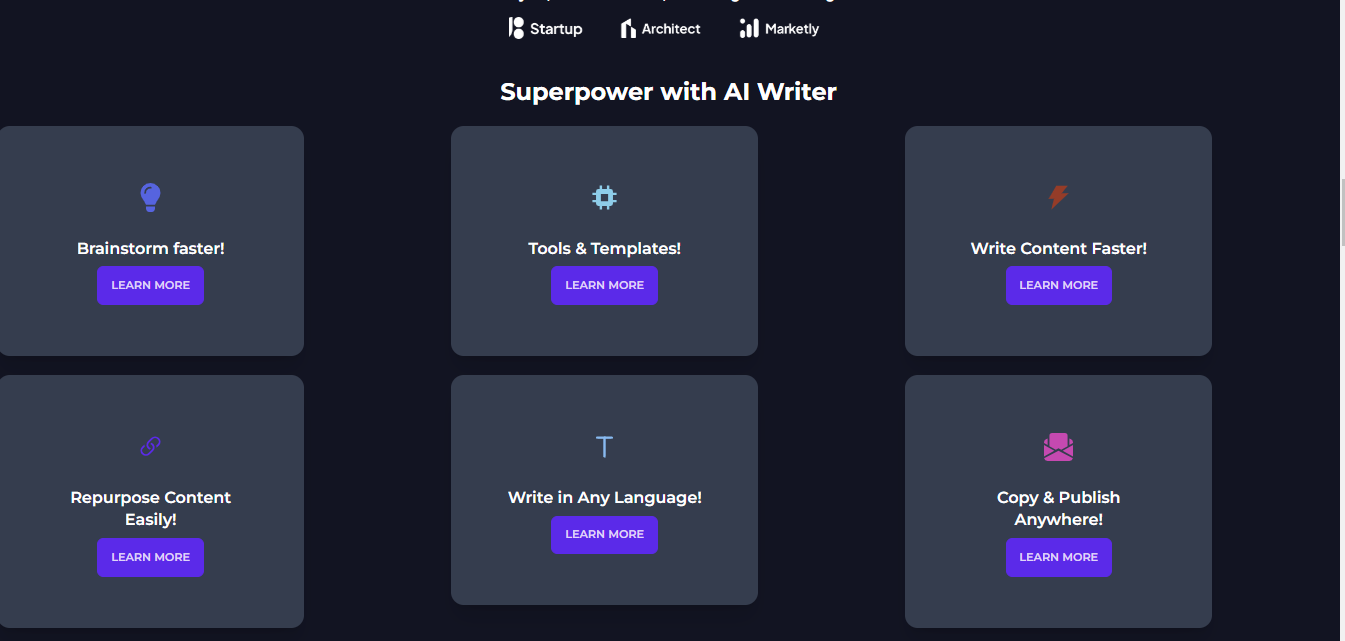 Startup
Architect
Marketly
Superpower with AI Writer
Brainstorm faster!
LEARN MORE
Tools & Templates!
LEARN MORE
Write Content Faster!
LEARN MORE
Repurpose Content
Easily!
LEARN MORE
Write in Any Language!
LEARN MORE
Copy & Publish
Anywhere!
LEARN MORE